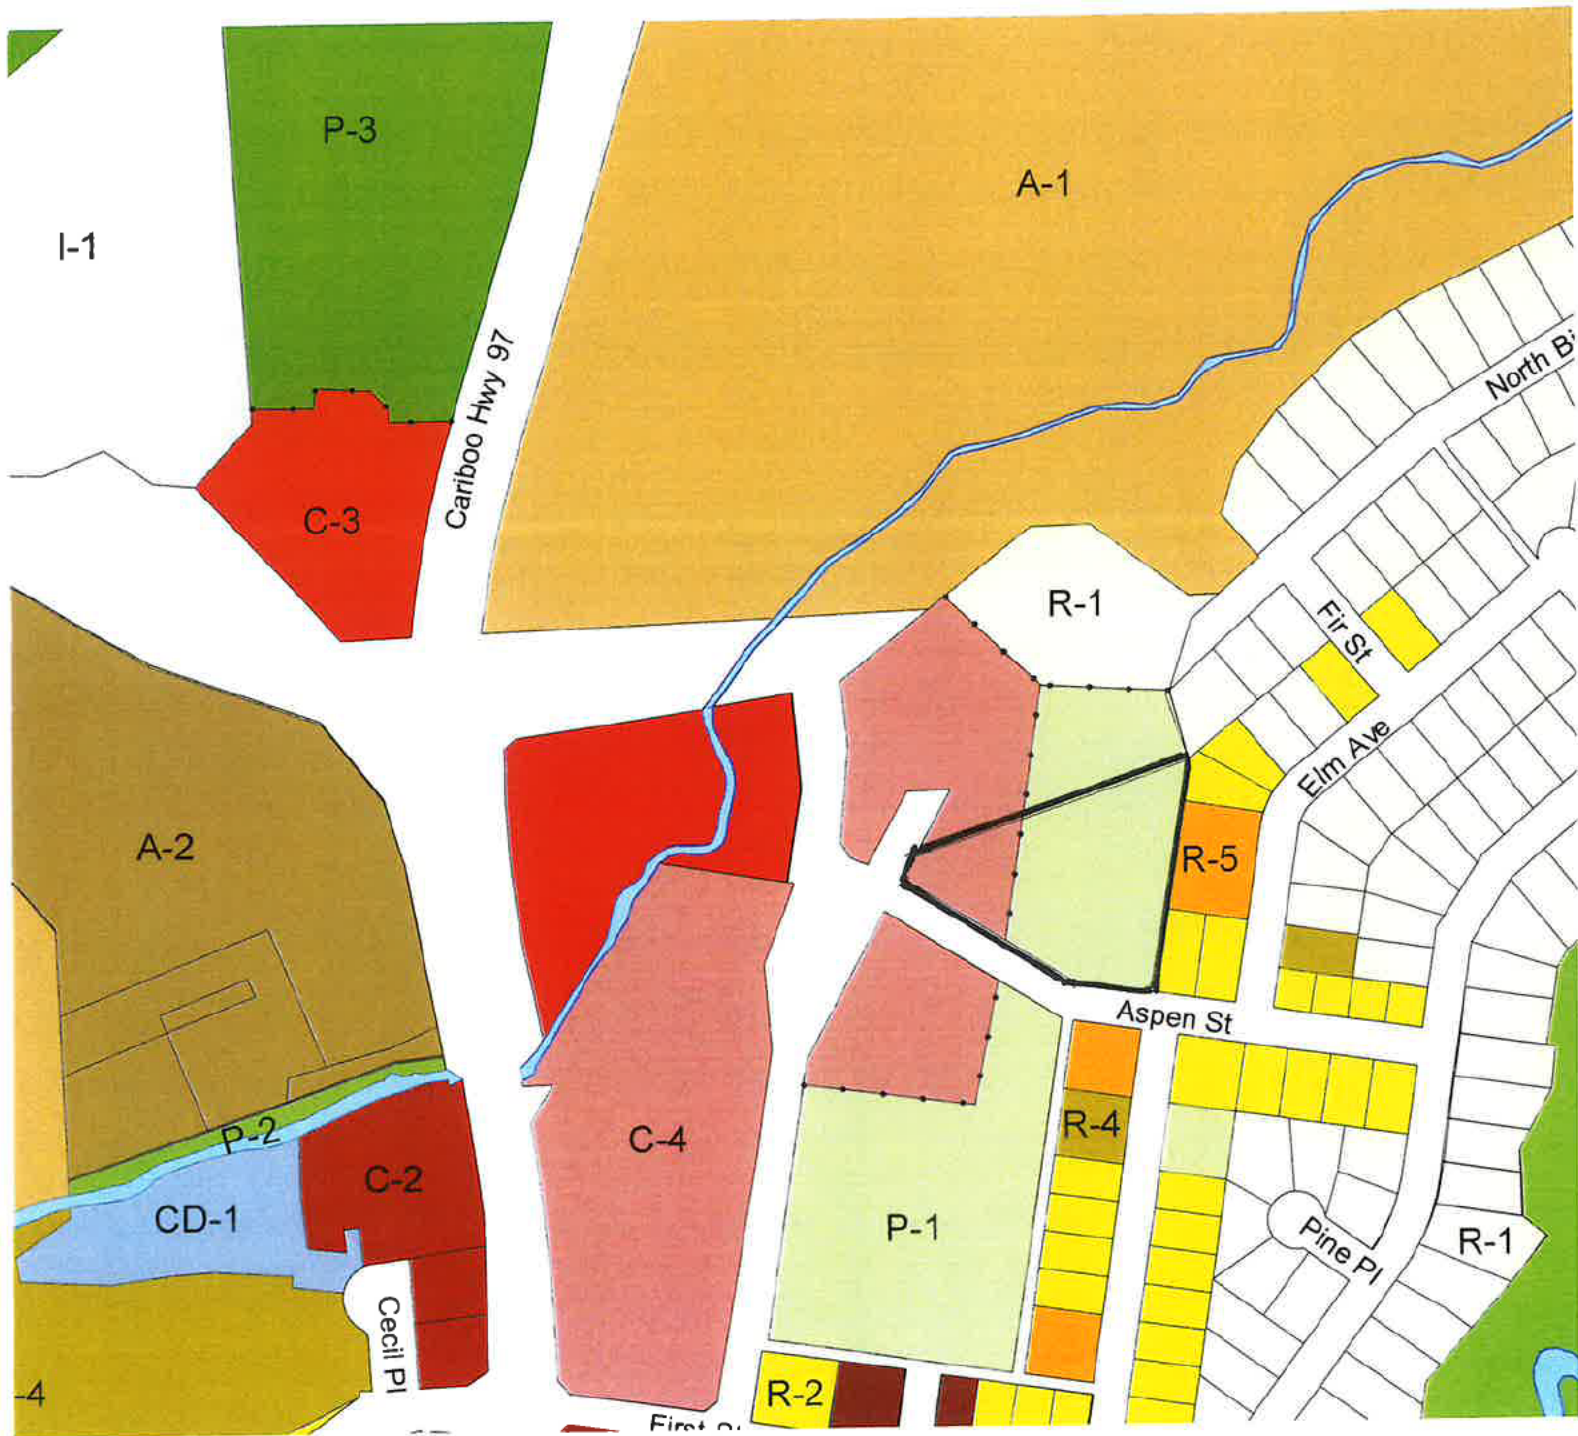 P-3
A-1
I-1
Cariboo Hwy 97
North
C-3
R-1
Fir St
Elm Ave
A-2
R-5
Aspen St
P-2
R-4
C-4
C-2
CD-1
P-1
R-1
Pine Pl
Cecil Pl
-4
R-2
First